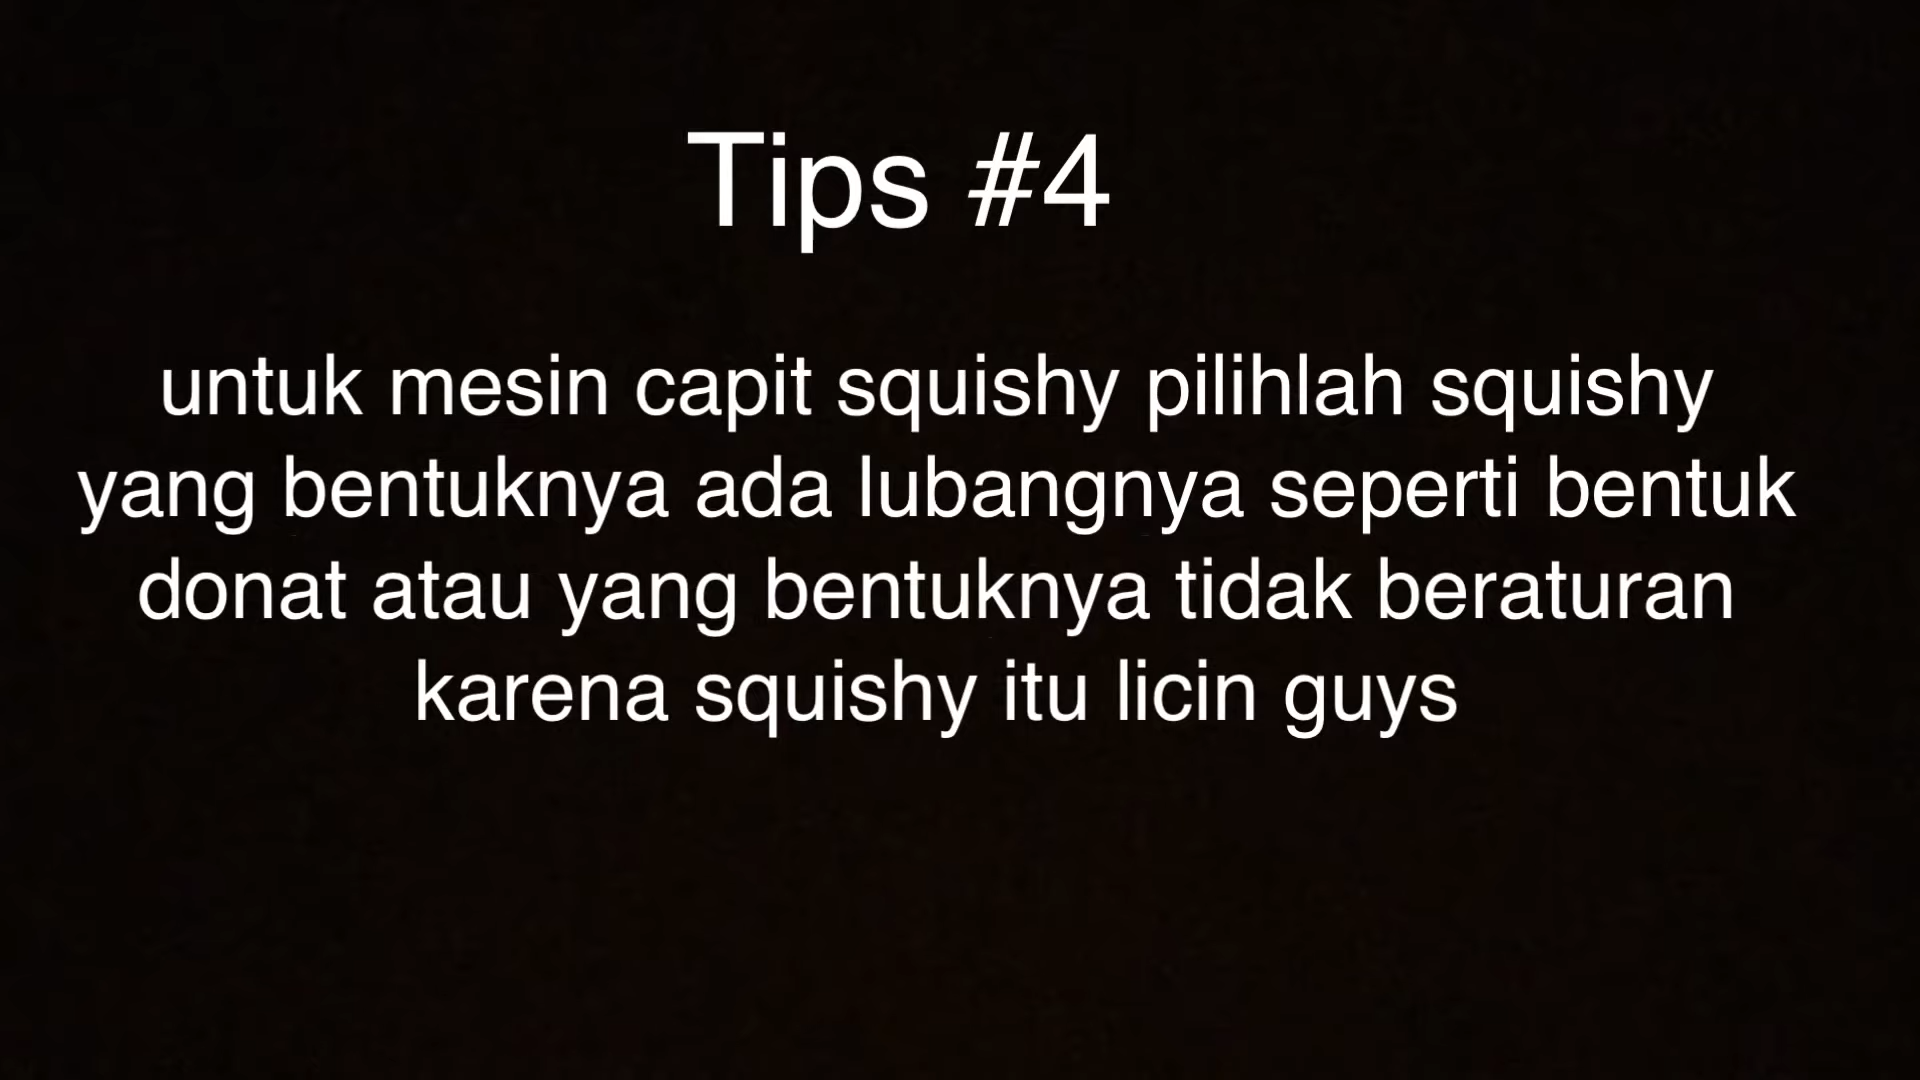 Tips #4
untuk mesin capit squishy pilihlah squishy
yang bentuknya ada lubangnya seperti bentuk
donat atau yang bentuknya tidak beraturan
karena squishy itu licin guys